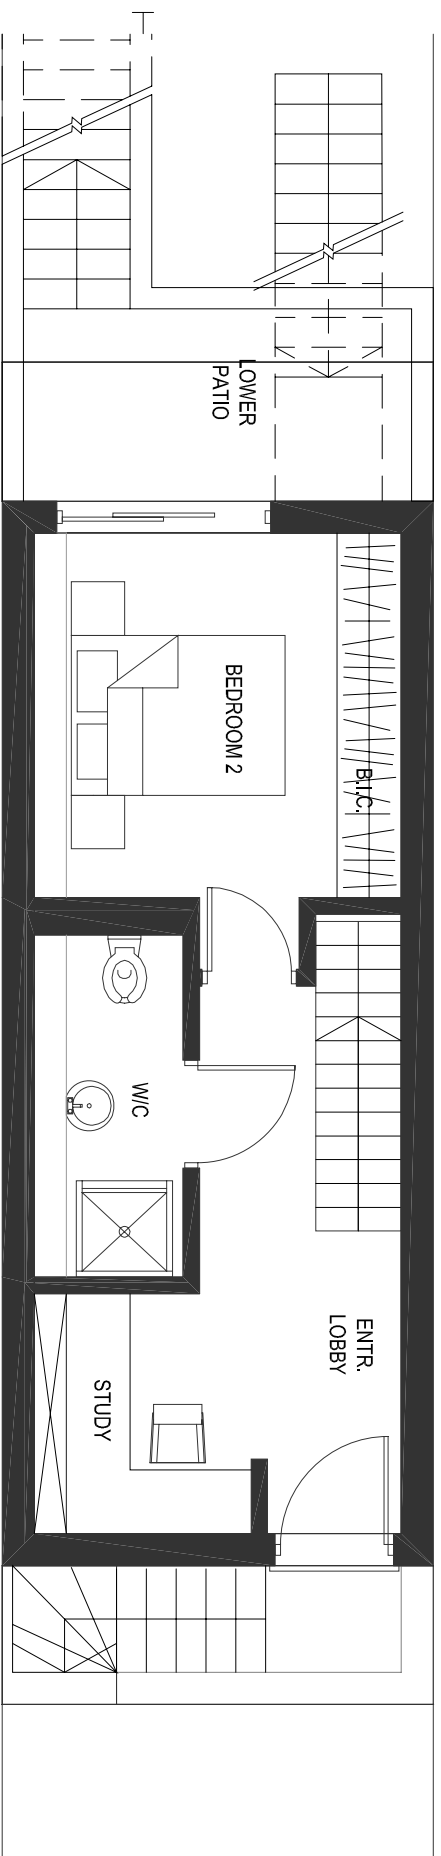 LOWER
PATIO
BEDROOM 2
B.I.C.
W/C
ENTR.
LOBBY
STUDY